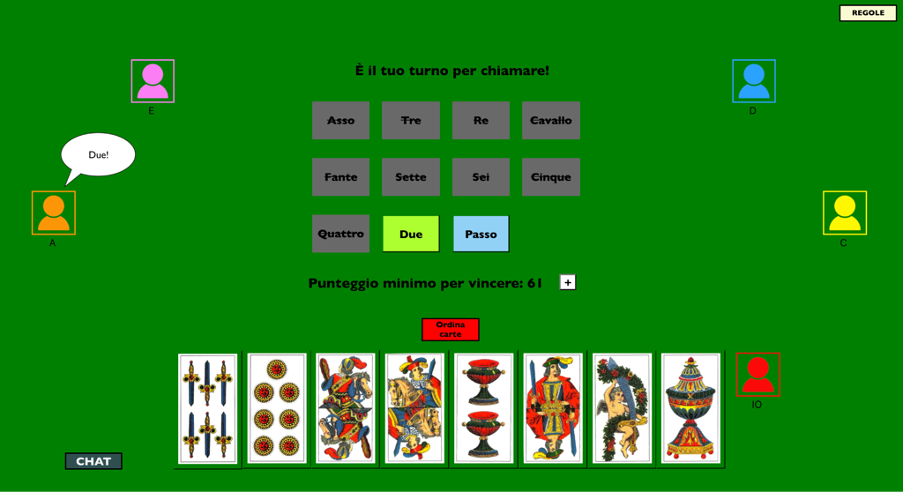 REGOLE
È il tuo turno per chiamare!
E
D
Asso
Tre
Re
Cavallo
Due!
Fante
Sette
Sei
Cinque
A
C
Quattro
Due
Passo
Punteggio minimo per vincere: 61
+
Ordina
carte
IO
CHAT